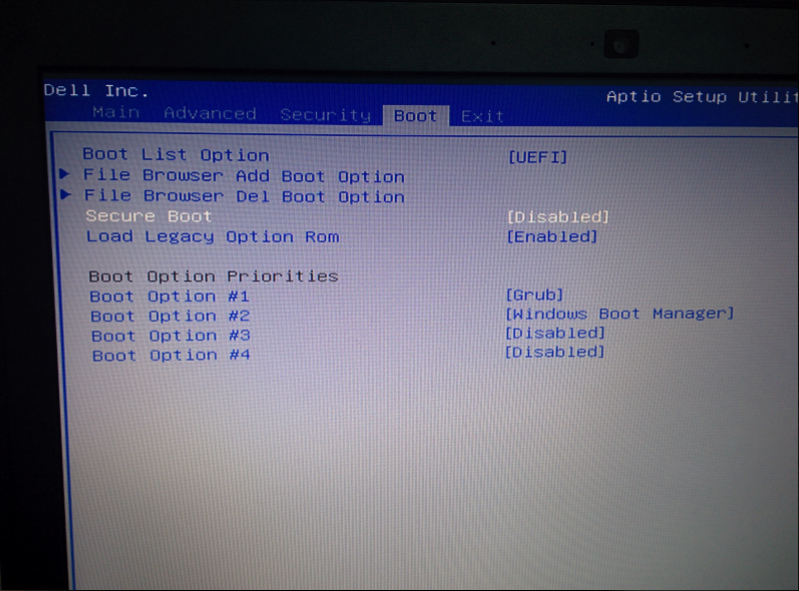 Dell Inc.
Aptio Setup
Main Advanced Security Boot Exit
Boot List Option [UEFI]
▶ File Browser Add Boot Option
▶ File Browser Del Boot Option
Secure Boot [Disabled]
Load Legacy Option Rom [Enabled]
Boot Option Priorities
Boot Option #1 [Grub]
Boot Option #2 [Windows Boot Manager]
Boot Option #3 [Disabled]
Boot Option #4 [Disabled]